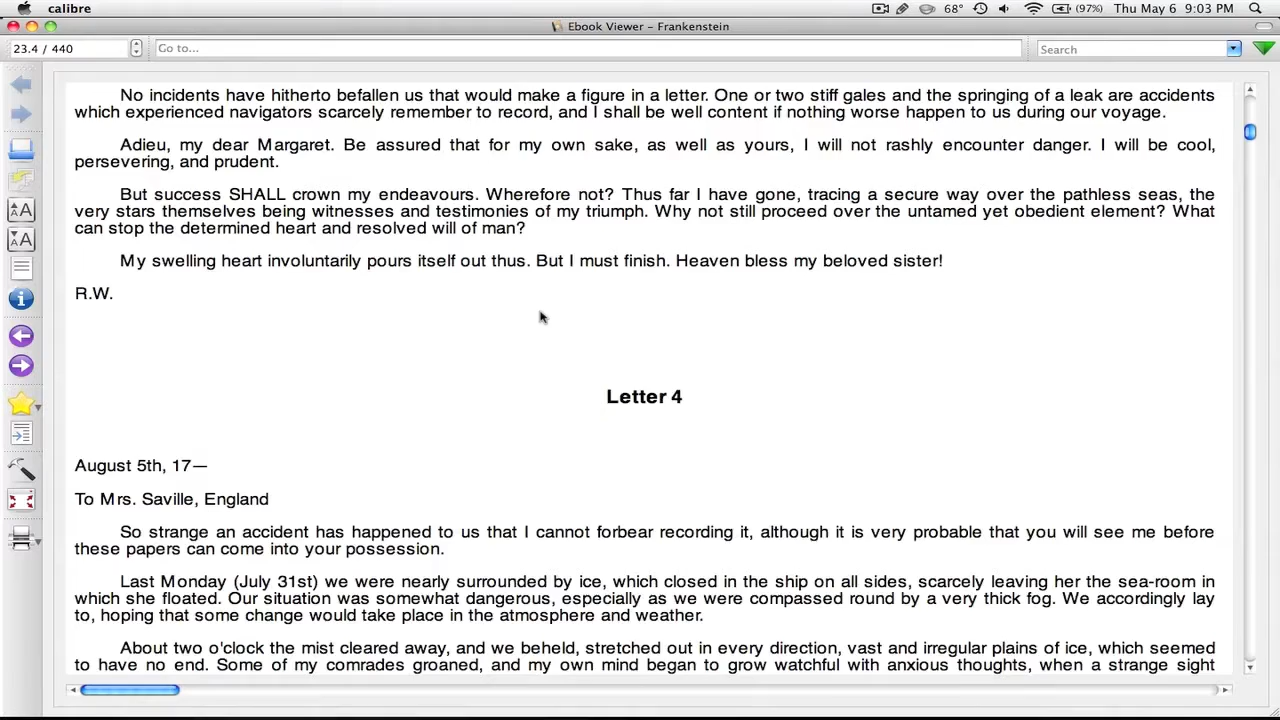 calibre 68° (97%) Thu May 6 9:03 PM
Ebook Viewer – Frankenstein
23.4 / 440 Go to... Search
No incidents have hitherto befallen us that would make a figure in a letter. One or two stiff gales and the springing of a leak are accidents
which experienced navigators scarcely remember to record, and I shall be well content if nothing worse happen to us during our voyage.
Adieu, my dear Margaret. Be assured that for my own sake, as well as yours, I will not rashly encounter danger. I will be cool,
persevering, and prudent.
But success SHALL crown my endeavours. Wherefore not? Thus far I have gone, tracing a secure way over the pathless seas, the
very stars themselves being witnesses and testimonies of my triumph. Why not still proceed over the untamed yet obedient element? What
can stop the determined heart and resolved will of man?
My swelling heart involuntarily pours itself out thus. But I must finish. Heaven bless my beloved sister!
R.W.
Letter 4
August 5th, 17—
To Mrs. Saville, England
So strange an accident has happened to us that I cannot forbear recording it, although it is very probable that you will see me before
these papers can come into your possession.
Last Monday (July 31st) we were nearly surrounded by ice, which closed in the ship on all sides, scarcely leaving her the sea-room in
which she floated. Our situation was somewhat dangerous, especially as we were compassed round by a very thick fog. We accordingly lay
to, hoping that some change would take place in the atmosphere and weather.
About two o'clock the mist cleared away, and we beheld, stretched out in every direction, vast and irregular plains of ice, which seemed
to have no end. Some of my comrades groaned, and my own mind began to grow watchful with anxious thoughts, when a strange sight